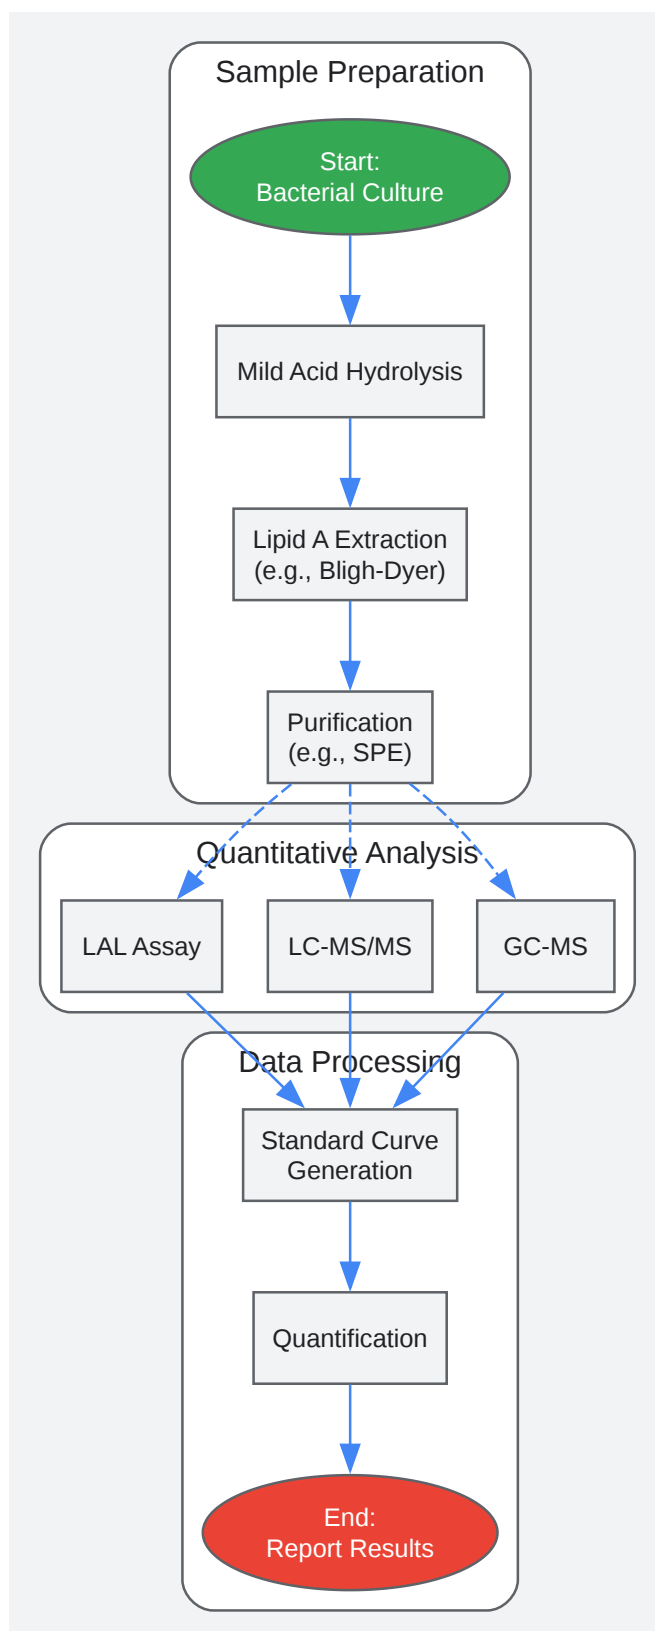 Sample Preparation
Start:
Bacterial Culture
Mild Acid Hydrolysis
Lipid A Extraction
(e.g., Bligh-Dyer)
Purification
(e.g., SPE)
Quantitative Analysis
LAL Assay
LC-MS/MS
GC-MS
Data Processing
Standard Curve
Generation
Quantification
End:
Report Results